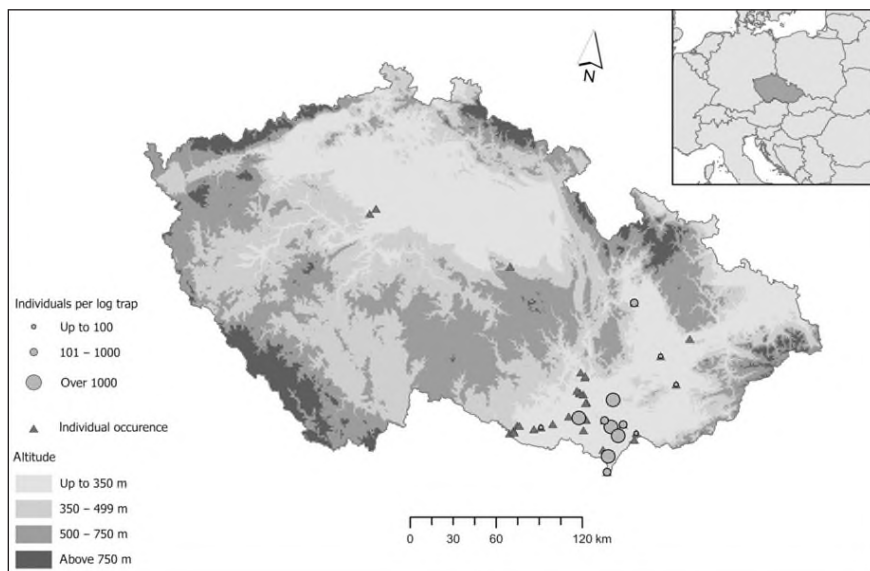 N
Individuals per log trap
Up to 100
101 – 1000
Over 1000
Individual occurence
Altitude
Up to 350 m
350 – 499 m
500 – 750 m
Above 750 m
0 30 60 120 km